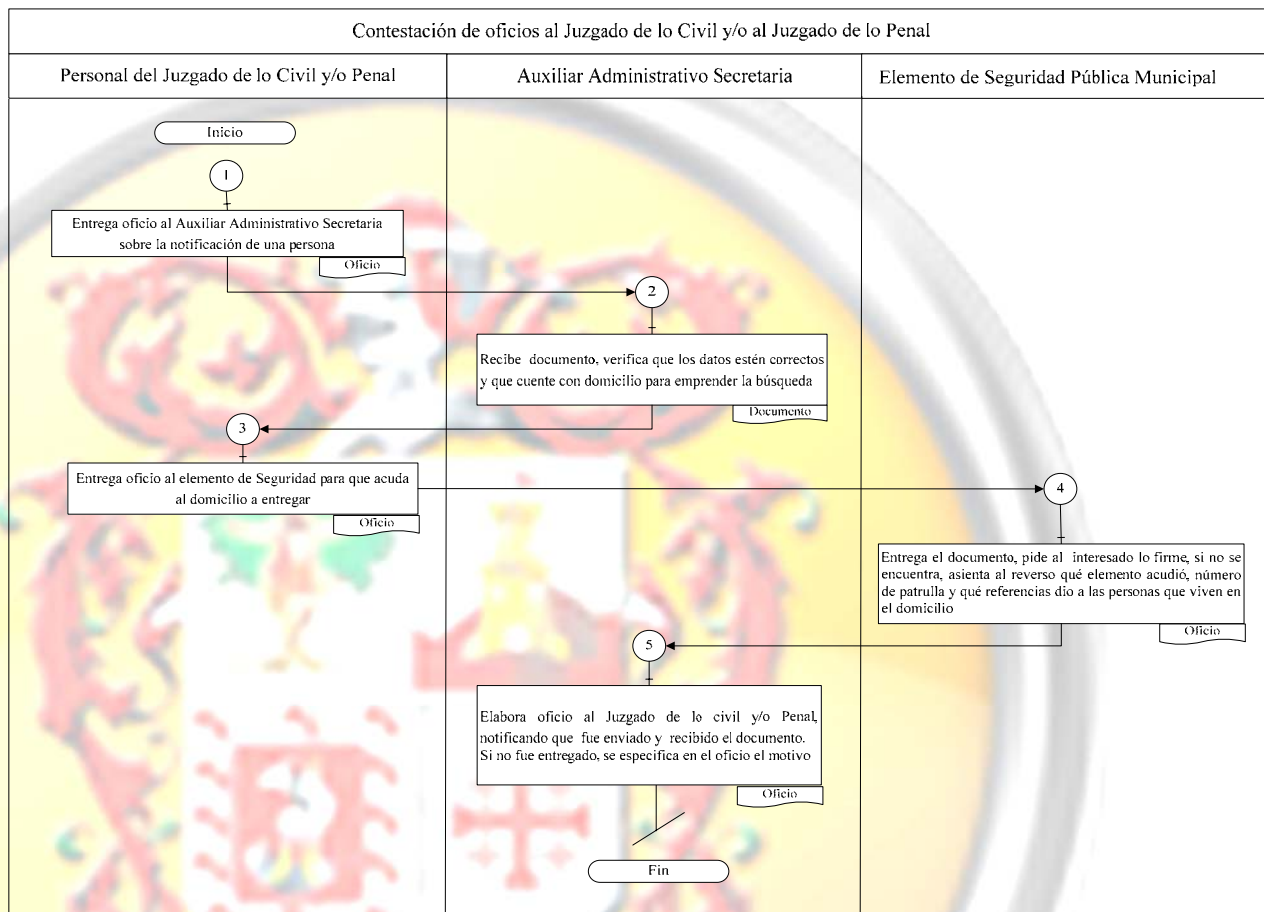 Contestación de oficios al Juzgado de lo Civil y/o al Juzgado de lo Penal
Personal del Juzgado de lo Civil y/o Penal
Auxiliar Administrativo Secretaria
Elemento de Seguridad Pública Municipal
Inicio
1
Entrega oficio al Auxiliar Administrativo Secretaria
sobre la notificación de una persona
Oficio
2
Recibe documento, verifica que los datos estén correctos
y que cuente con domicilio para emprender la búsqueda
Documento
3
Entrega oficio al elemento de Seguridad para que acuda
al domicilio a entregar
Oficio
4
Entrega el documento, pide al interesado lo firme, si no se
encuentra, asienta al reverso qué elemento acudió, número
de patrulla y qué referencias dio a las personas que viven en
el domicilio
Oficio
5
Elabora oficio al Juzgado de lo civil y/o Penal,
notificando que fue enviado y recibido el documento.
Si no fue entregado, se especifica en el oficio el motivo
Oficio
Fin